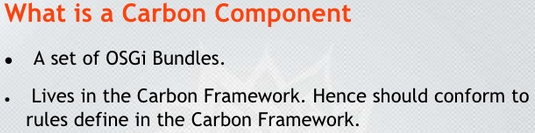 What is a Carbon Component
● A set of OSGi Bundles.
● Lives in the Carbon Framework. Hence should conform to
rules define in the Carbon Framework.